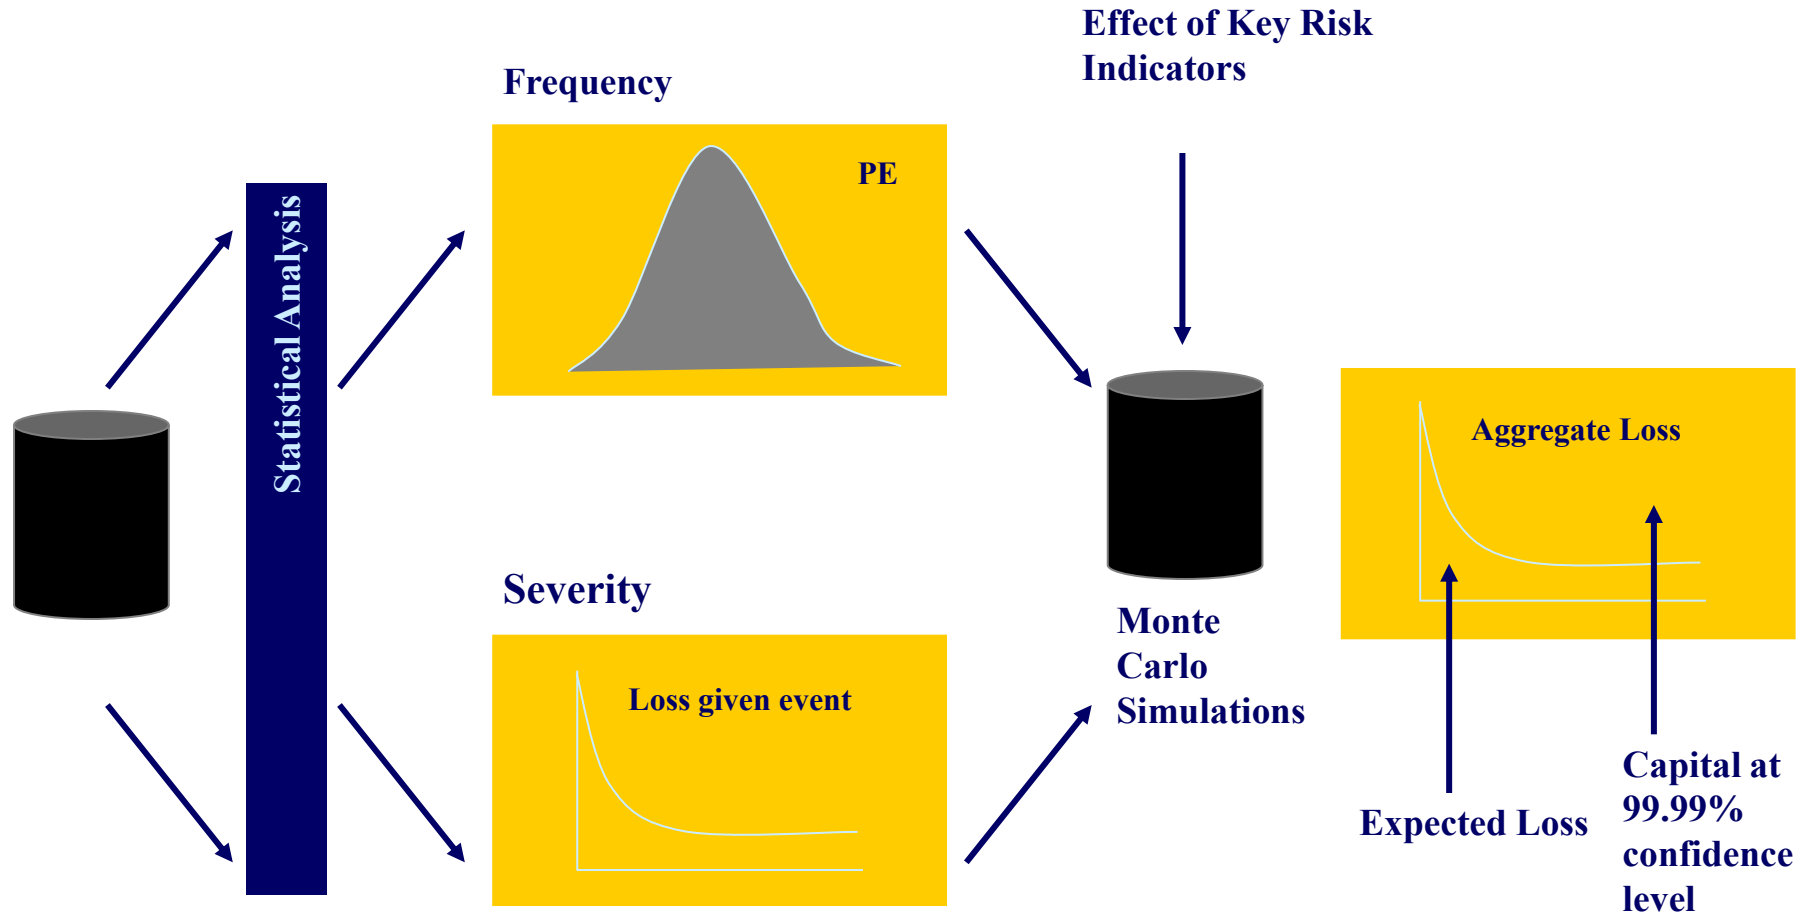 Effect of Key Risk
Indicators
Frequency
PE
Statistical Analysis
Aggregate Loss
Severity
Loss given event
Monte
Carlo
Simulations
Expected Loss
Capital at
99.99%
confidence
level